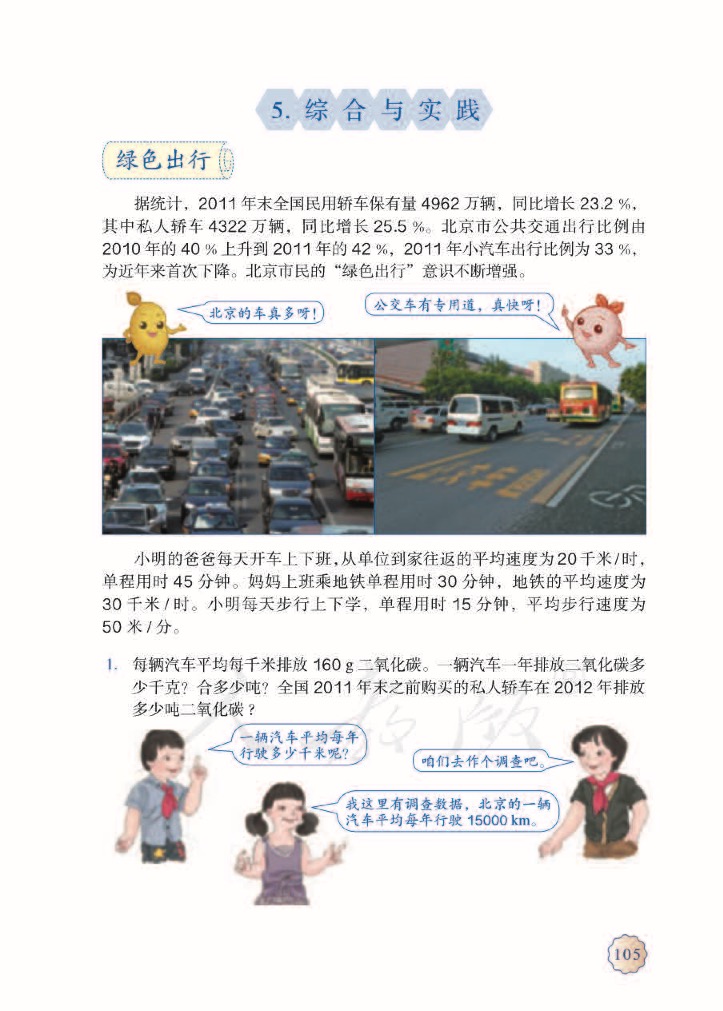 5. 综合与实践
绿色出行
据统计，2011 年末全国民用轿车保有量 4962 万辆，同比增长 23.2 %，
其中私人轿车 4322 万辆，同比增长 25.5 %。北京市公共交通出行比例由
2010 年的 40 % 上升到 2011 年的 42 %，2011 年小汽车出行比例为 33 %，
为近年来首次下降。北京市民的“绿色出行”意识不断增强。
北京的车真多呀！
公交车有专用道，真快呀！
小明的爸爸每天开车上下班，从单位到家往返的平均速度为 20 千米/时，
单程用时 45 分钟。妈妈上班乘地铁单程用时 30 分钟，地铁的平均速度为
30 千米 / 时。小明每天步行上下学，单程用时 15 分钟，平均步行速度为
50 米 / 分。
1. 每辆汽车平均每千米排放 160 g 二氧化碳。一辆汽车一年排放二氧化碳多
少千克？合多少吨？全国 2011 年末之前购买的私人轿车在 2012 年排放
多少吨二氧化碳？
一辆汽车平均每年
行驶多少千米呢？
咱们去作个调查吧。
我这里有调查数据，北京的一辆
汽车平均每年行驶 15000 km。
105